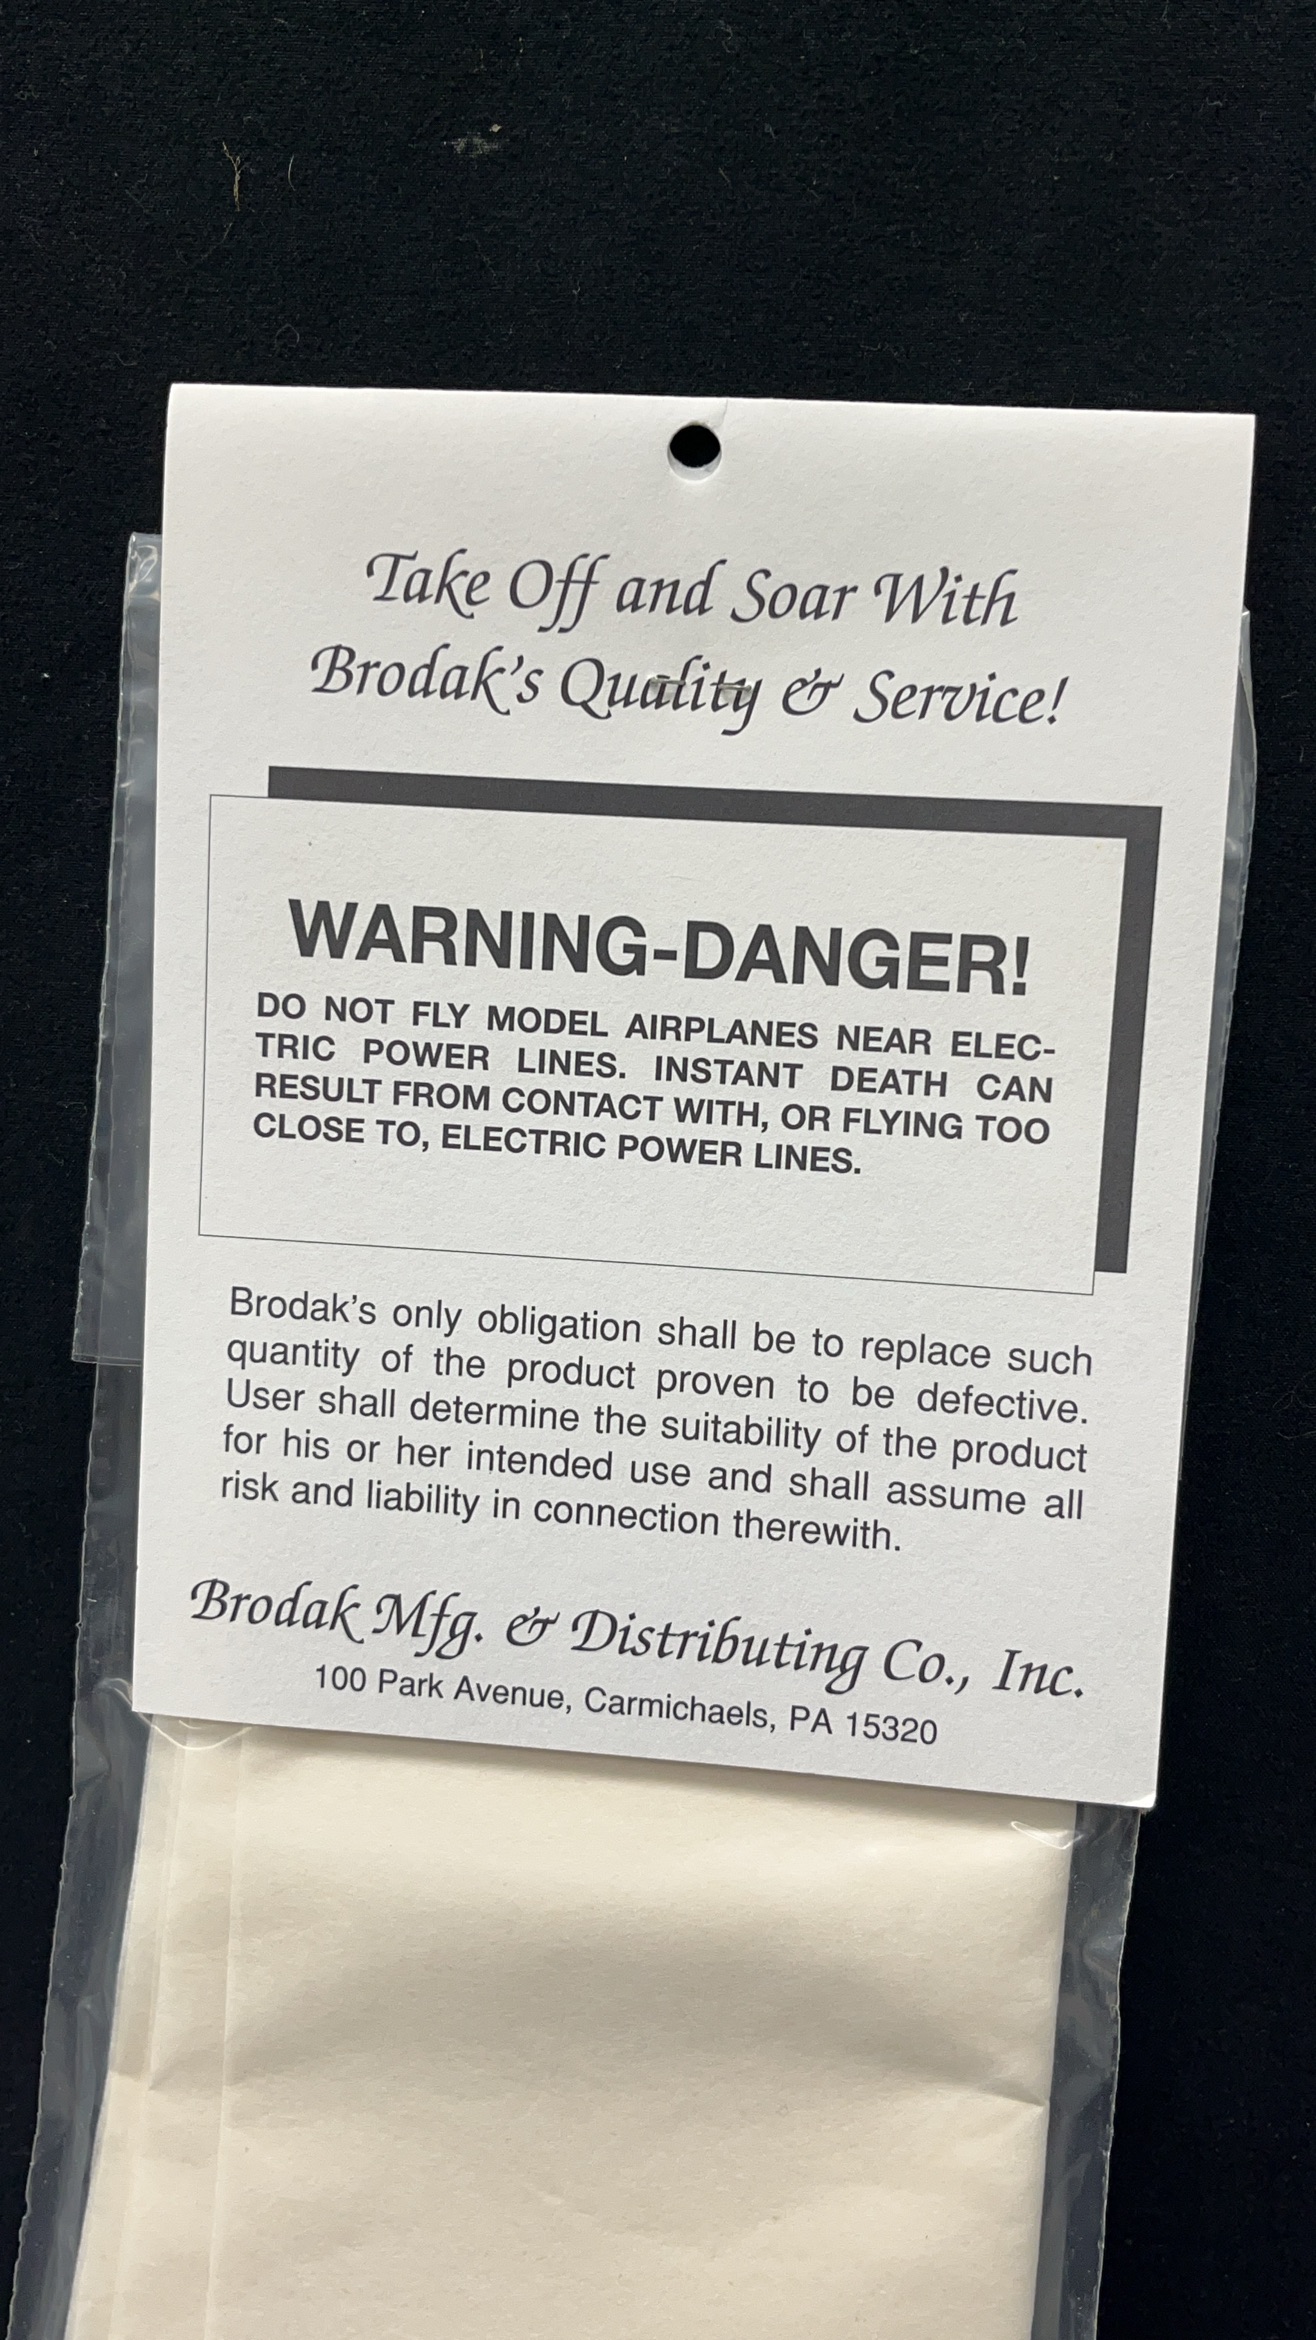 Take Off and Soar With
Brodak's Quality & Service!
WARNING-DANGER!
DO NOT FLY MODEL AIRPLANES NEAR ELEC-
TRIC POWER LINES. INSTANT DEATH CAN
RESULT FROM CONTACT WITH, OR FLYING TOO
CLOSE TO, ELECTRIC POWER LINES.
Brodak's only obligation shall be to replace such
quantity of the product proven to be defective.
User shall determine the suitability of the product
for his or her intended use and shall assume all
risk and liability in connection therewith.
Brodak Mfg. & Distributing Co., Inc.
100 Park Avenue, Carmichaels, PA 15320